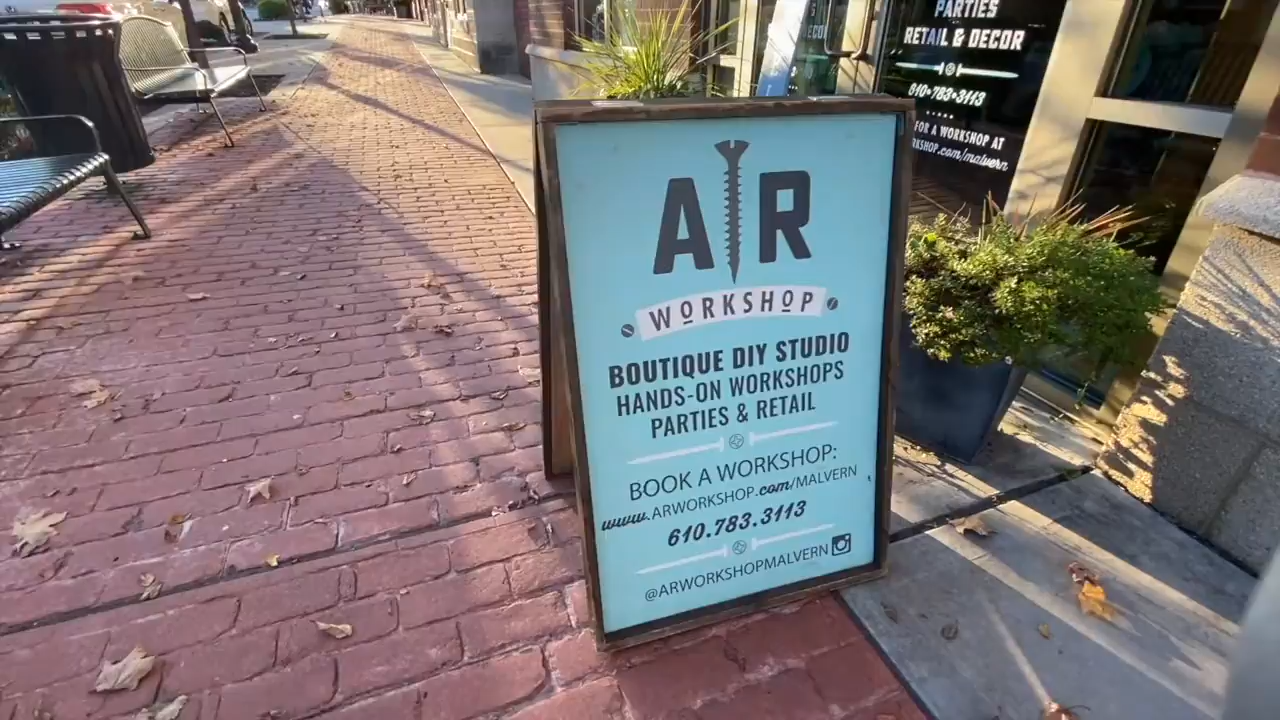 PARTIES
RETAIL & DECOR
610•783•3113
FOR A WORKSHOP AT
RKSHOP.com/malvern
AR
WORKSHOP
BOUTIQUE DIY STUDIO
HANDS-ON WORKSHOPS
PARTIES & RETAIL
BOOK A WORKSHOP:
www.ARWORKSHOP.com/MALVERN
610.783.3113
@ARWORKSHOPMALVERN